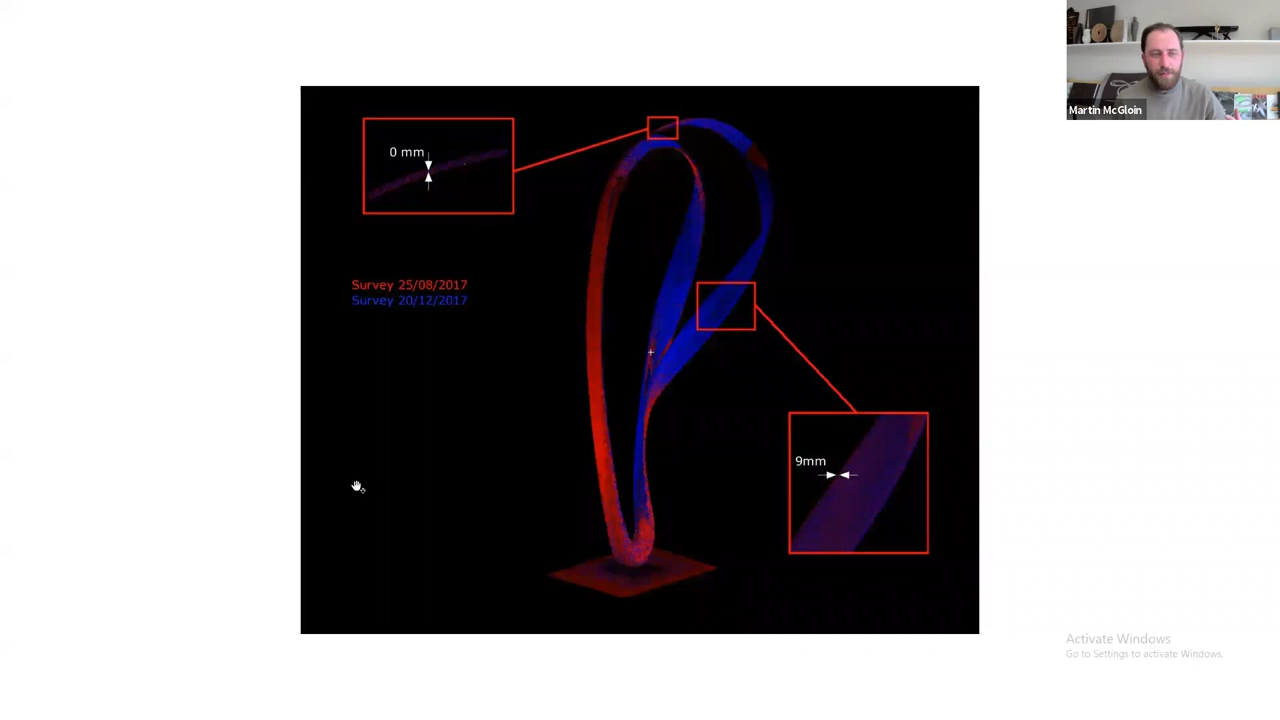 Martin McGloin
0 mm
Survey 25/08/2017
Survey 20/12/2017
9mm
Activate Windows
Go to Settings to activate Windows.